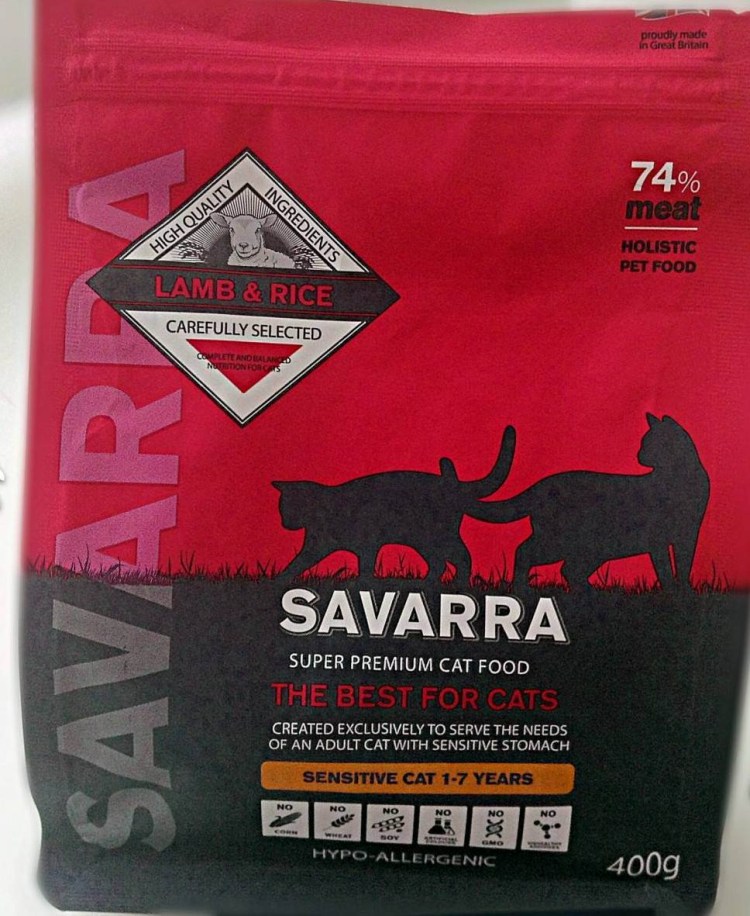 proudly made
in Great Britain
74%
meat
HOLISTIC
PET FOOD
SAVARRA
HIGH QUALITY
INGREDIENTS
LAMB & RICE
CAREFULLY SELECTED
COMPLETE AND BALANCED
NUTRITION FOR CATS
SAVARRA
SUPER PREMIUM CAT FOOD
THE BEST FOR CATS
CREATED EXCLUSIVELY TO SERVE THE NEEDS
OF AN ADULT CAT WITH SENSITIVE STOMACH
SENSITIVE CAT 1-7 YEARS
NO
CORN
NO
WHEAT
NO
SOY
NO
NO
GMO
NO
HYPO-ALLERGENIC
400g